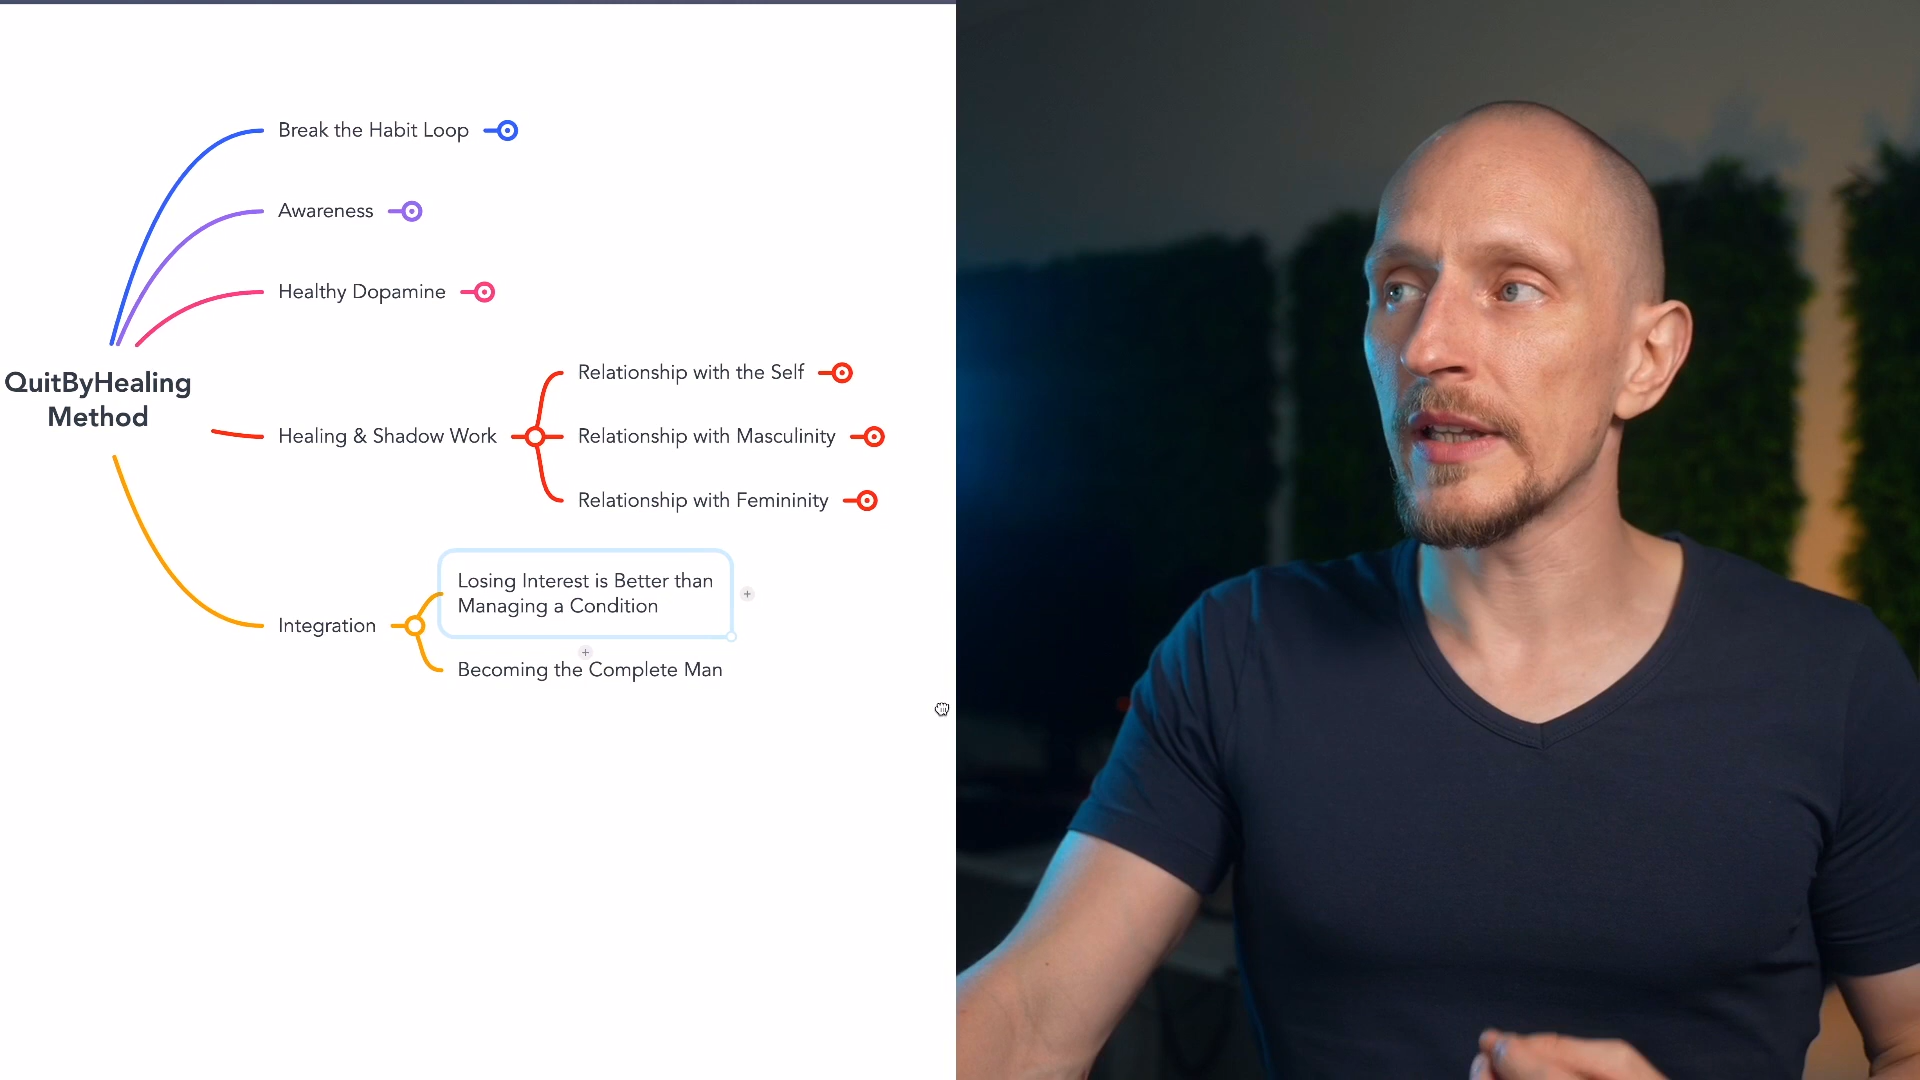 Break the Habit Loop
Awareness
Healthy Dopamine
QuitByHealing
Method
Healing & Shadow Work
Relationship with the Self
Relationship with Masculinity
Relationship with Femininity
Integration
Losing Interest is Better than
Managing a Condition
Becoming the Complete Man